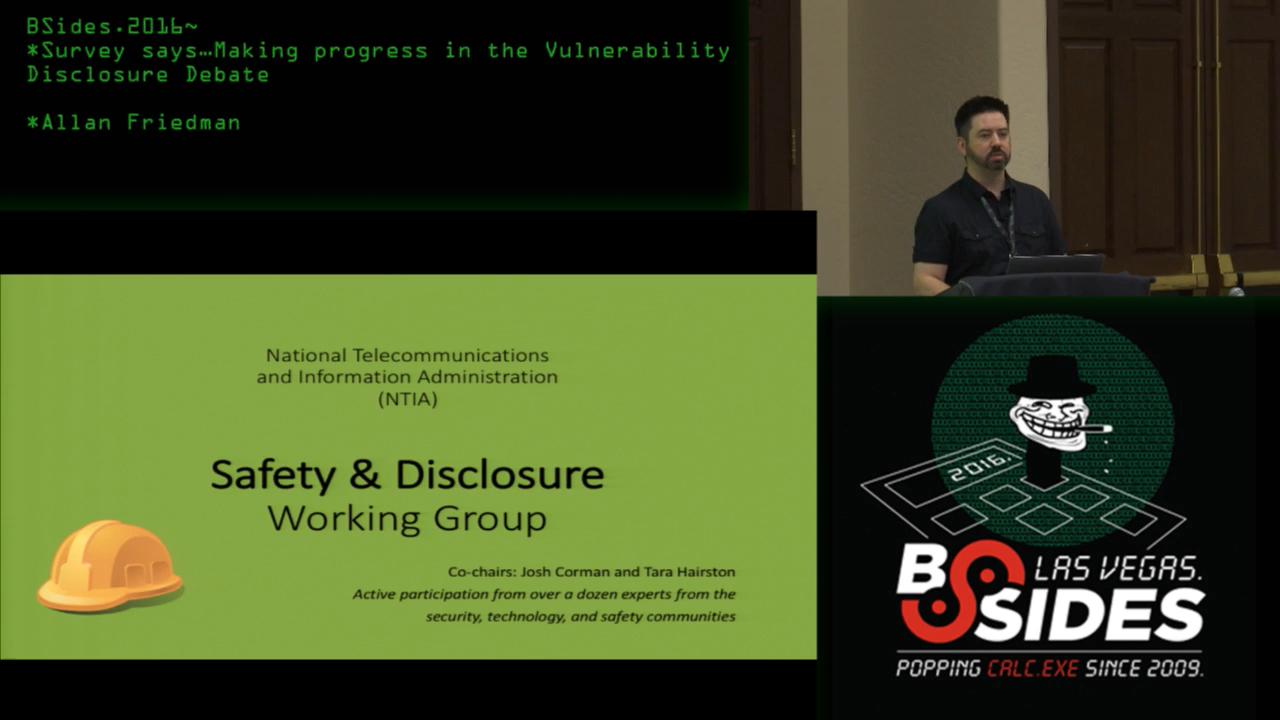 BSides.2016~
*Survey says…Making progress in the Vulnerability
Disclosure Debate
*Allan Friedman
National Telecommunications
and Information Administration
(NTIA)
Safety & Disclosure
Working Group
Co-chairs: Josh Corman and Tara Hairston
Active participation from over a dozen experts from the
security, technology, and safety communities
2016.
BSIDES
LAS VEGAS.
POPPING CALC.EXE SINCE 2009.